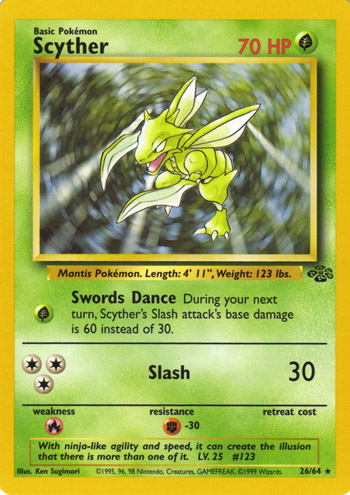 Basic Pokémon
Scyther 70 HP
Mantis Pokémon. Length: 4' 11", Weight: 123 lbs.
Swords Dance During your next
turn, Scyther's Slash attack's base damage
is 60 instead of 30.
Slash 30
weakness resistance retreat cost
-30
With ninja-like agility and speed, it can create the illusion
that there is more than one of it. LV. 25 #123
Illus. Ken Sugimori ©1995, 96, 98 Nintendo, Creatures, GAMEFREAK. ©1999 Wizards. 26/64 ★